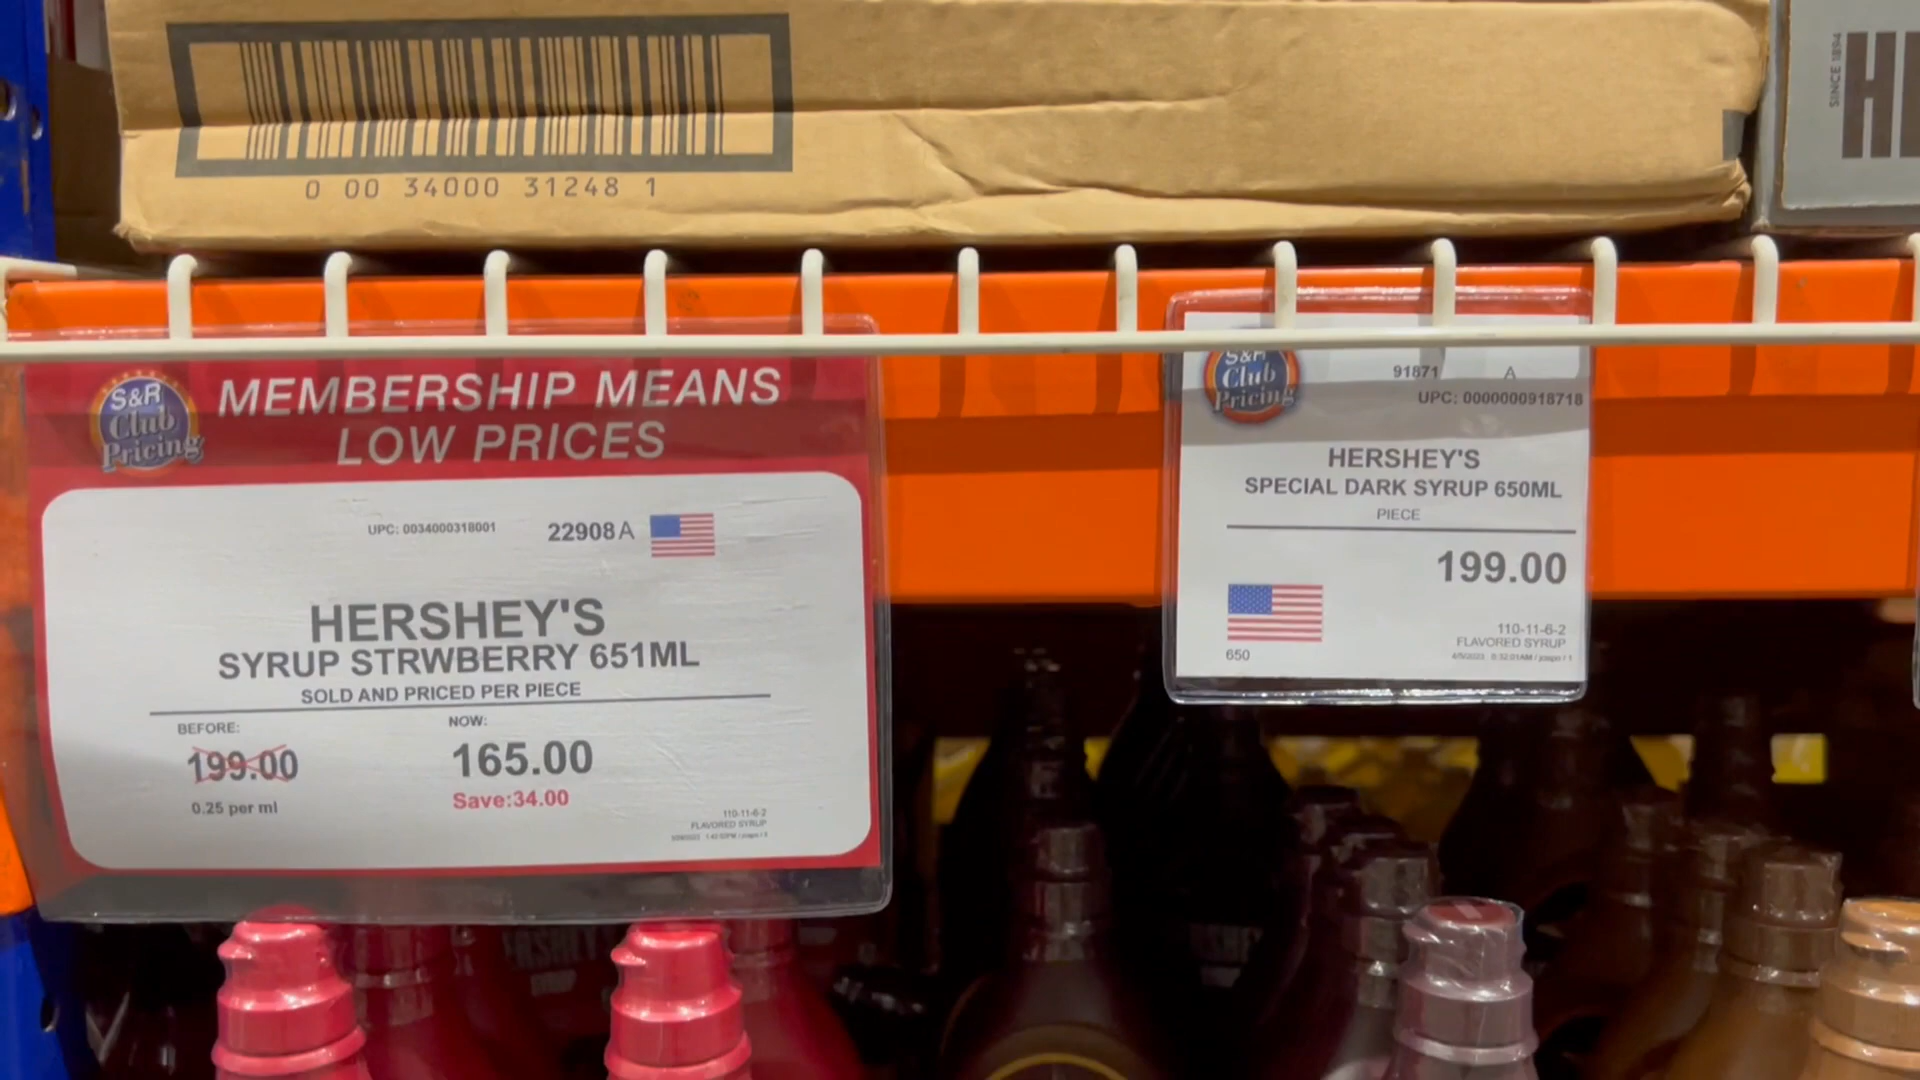 0 00 34000 31248 1
SINCE 1894
S&R
Club
Pricing
MEMBERSHIP MEANS
LOW PRICES
UPC: 0034000318001
22908 A
HERSHEY'S
SYRUP STRWBERRY 651ML
SOLD AND PRICED PER PIECE
BEFORE:
199.00
0.25 per ml
NOW:
165.00
Save:34.00
110-11-6-2
FLAVORED SYRUP
S&R
Club
Pricing
91871 A
UPC: 0000000918718
HERSHEY'S
SPECIAL DARK SYRUP 650ML
PIECE
199.00
650
110-11-6-2
FLAVORED SYRUP